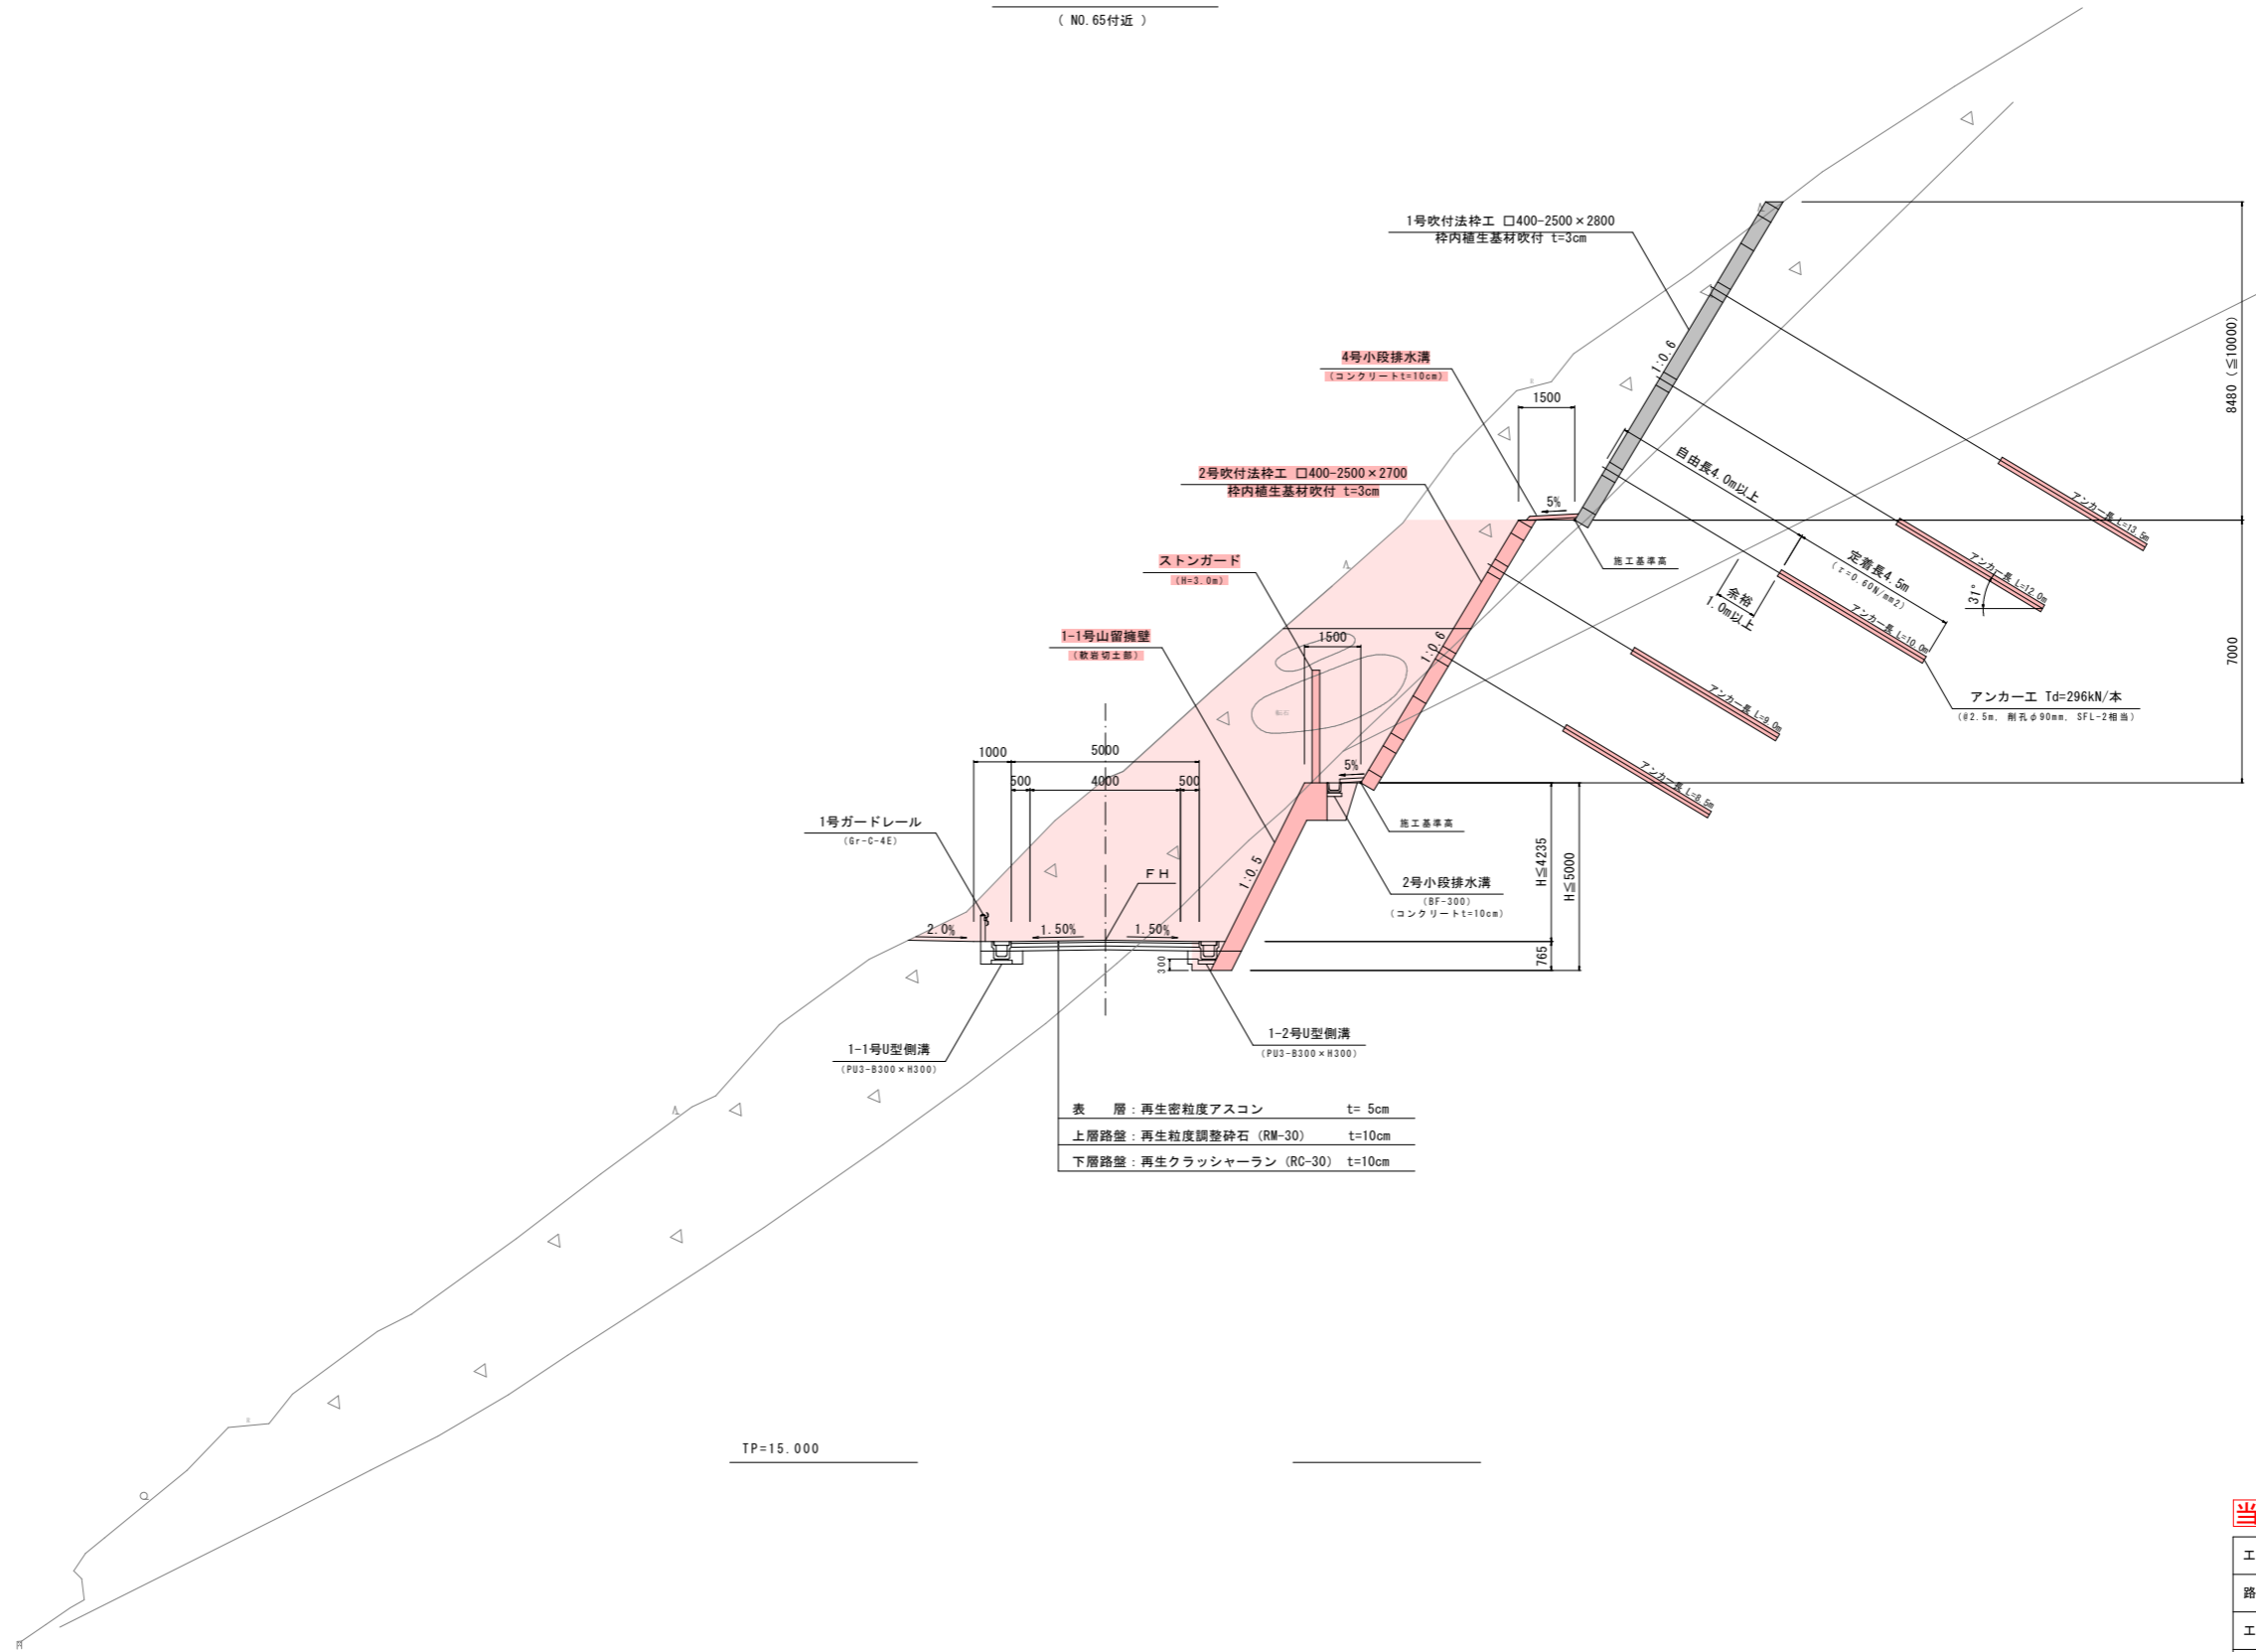 ( NO.65付近 )
1号吹付法枠工 □400-2500×2800
枠内植生基材吹付 t=3cm
4号小段排水溝
(コンクリートt=10cm)
1500
1:0.6
8480 (≦10000)
2号吹付法枠工 □400-2500×2700
枠内植生基材吹付 t=3cm
5%
自由長4.0m以上
アンカー長 L=13.5m
ストンガード
(H=3.0m)
施工基準高
定着長4.5m
(τ=0.60N/mm2)
アンカー長 L=12.0m
31°
余裕
1.0m以上
アンカー長 L=10.0m
1-1号山留擁壁
(軟岩切土部)
1500
1:0.6
7000
アンカー工 Td=296kN/本
(@2.5m, 削孔φ90mm, SFL-2相当)
アンカー長 L=9.0m
転石
1000
5000
5%
500
4000
500
アンカー長 L=8.5m
1号ガードレール
(Gr-C-4E)
施工基準高
FH
1:0.5
2号小段排水溝
(BF-300)
(コンクリートt=10cm)
H≦4235
H≦5000
2.0%
1.50%
1.50%
300
765
1-1号U型側溝
(PU3-B300×H300)
1-2号U型側溝
(PU3-B300×H300)
表　層：再生密粒度アスコン t= 5cm
上層路盤：再生粒度調整砕石 (RM-30) t=10cm
下層路盤：再生クラッシャーラン (RC-30) t=10cm
TP=15.000
当
工
路
工